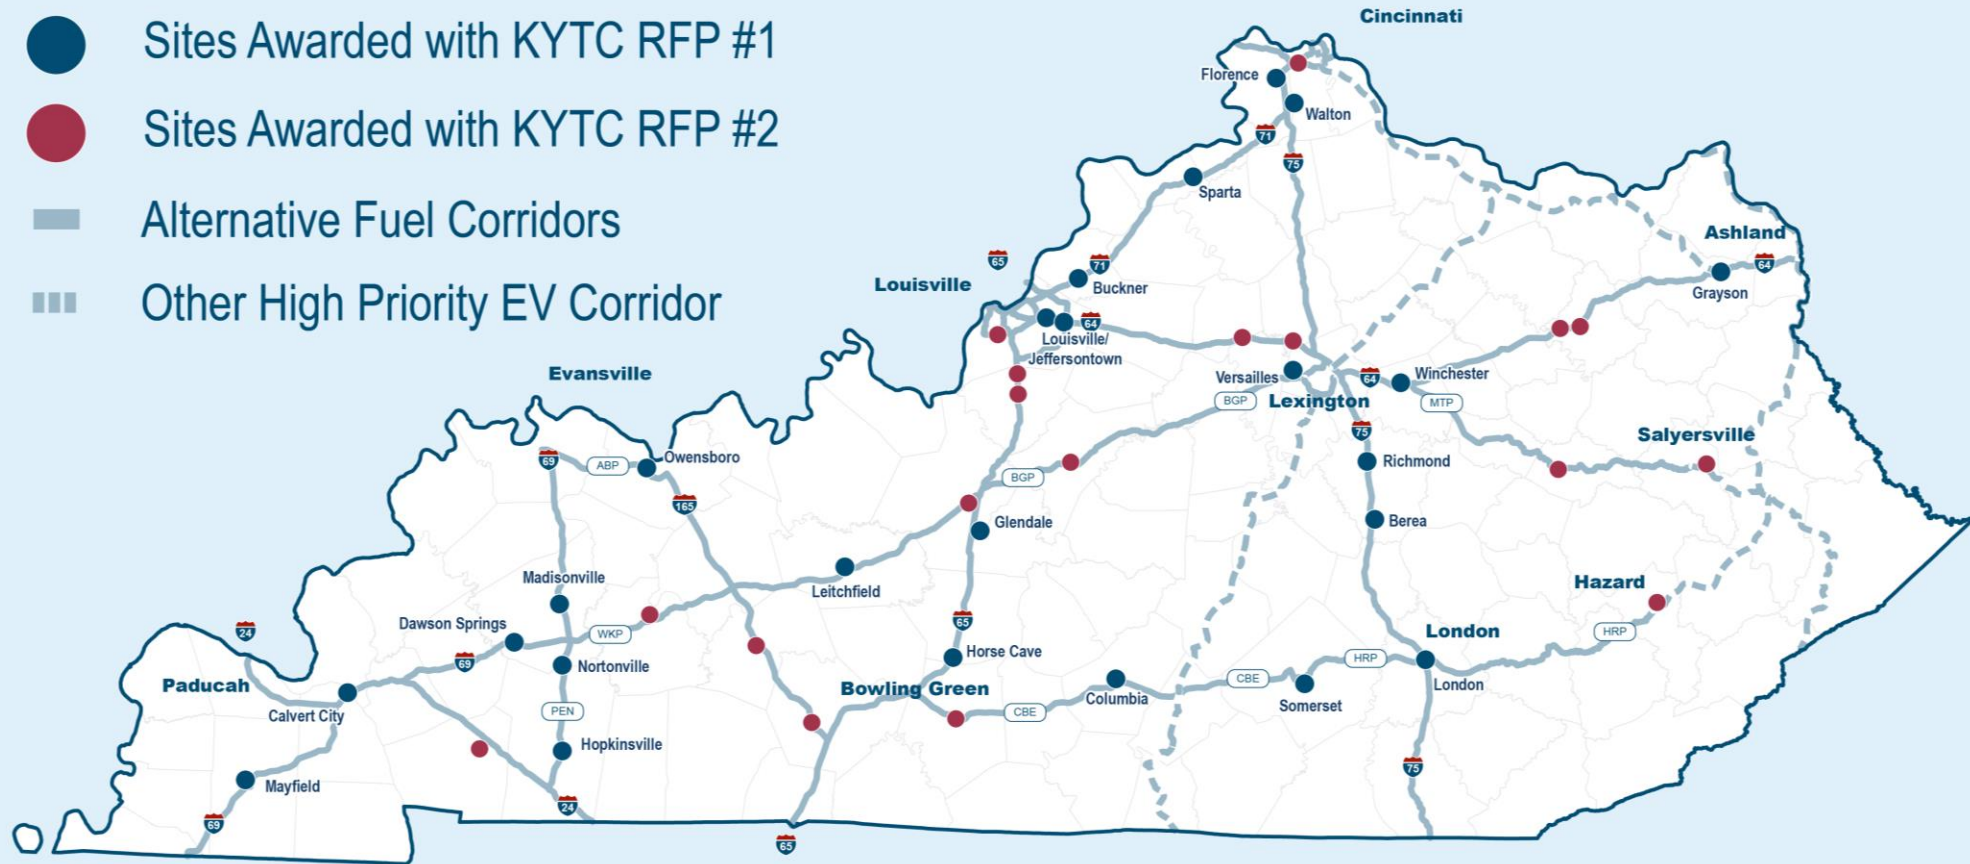 Sites Awarded with KYTC RFP #1
Sites Awarded with KYTC RFP #2
Alternative Fuel Corridors
Other High Priority EV Corridor
Cincinnati
Florence
Walton
71
75
Sparta
Ashland
64
Grayson
65
71
Louisville
Buckner
64
Louisville/
Jeffersontown
Versailles
64
Winchester
Evansville
BGP
Lexington
MTP
75
Salyersville
69
ABP
Owensboro
Richmond
BGP
165
Glendale
Berea
Madisonville
Leitchfield
Hazard
24
Dawson Springs
WKP
65
London
HRP
69
Nortonville
Horse Cave
HRP
Paducah
Bowling Green
CBE
London
Calvert City
PEN
CBE
Columbia
Somerset
Hopkinsville
75
Mayfield
24
69
65